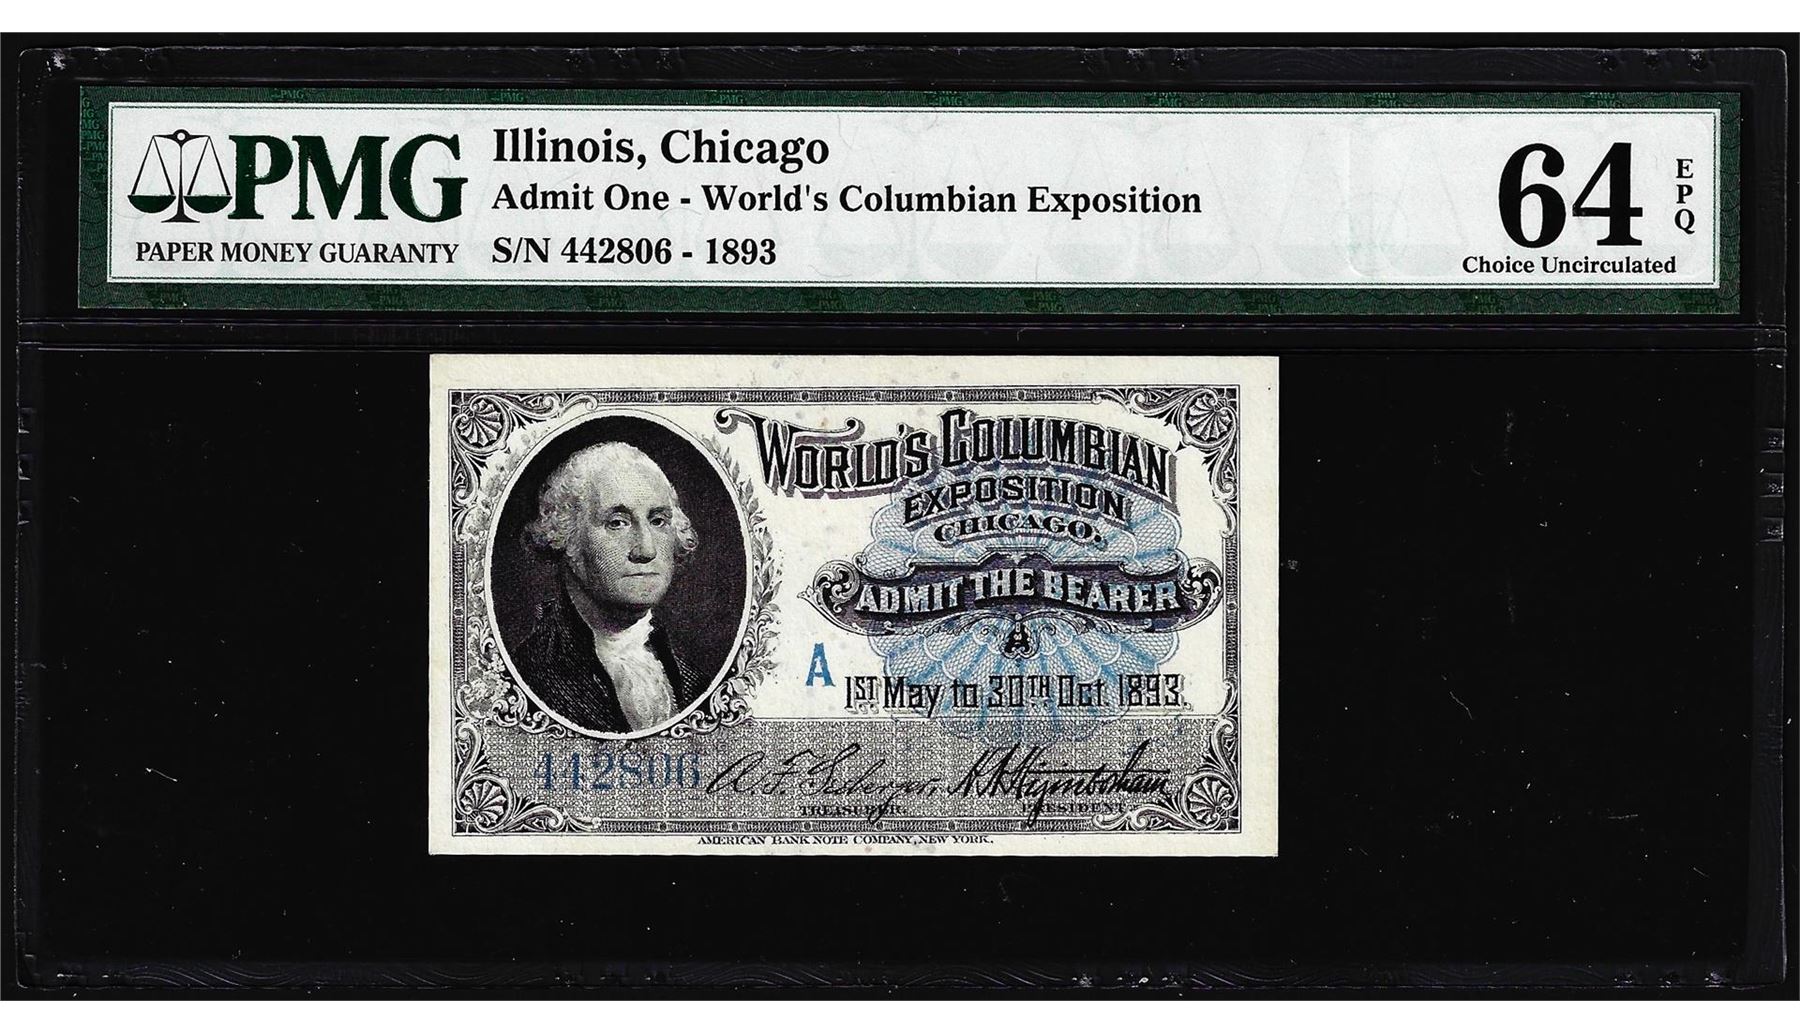 PMG
PAPER MONEY GUARANTY
Illinois, Chicago
Admit One - World's Columbian Exposition
S/N 442806 - 1893
64
EPQ
Choice Uncirculated
WORLD'S COLUMBIAN
EXPOSITION
CHICAGO.
ADMIT THE BEARER
A
A
1ST May to 30TH Oct 1893.
442806
TREASURER.
PRESIDENT
AMERICAN BANK NOTE COMPANY, NEW YORK.